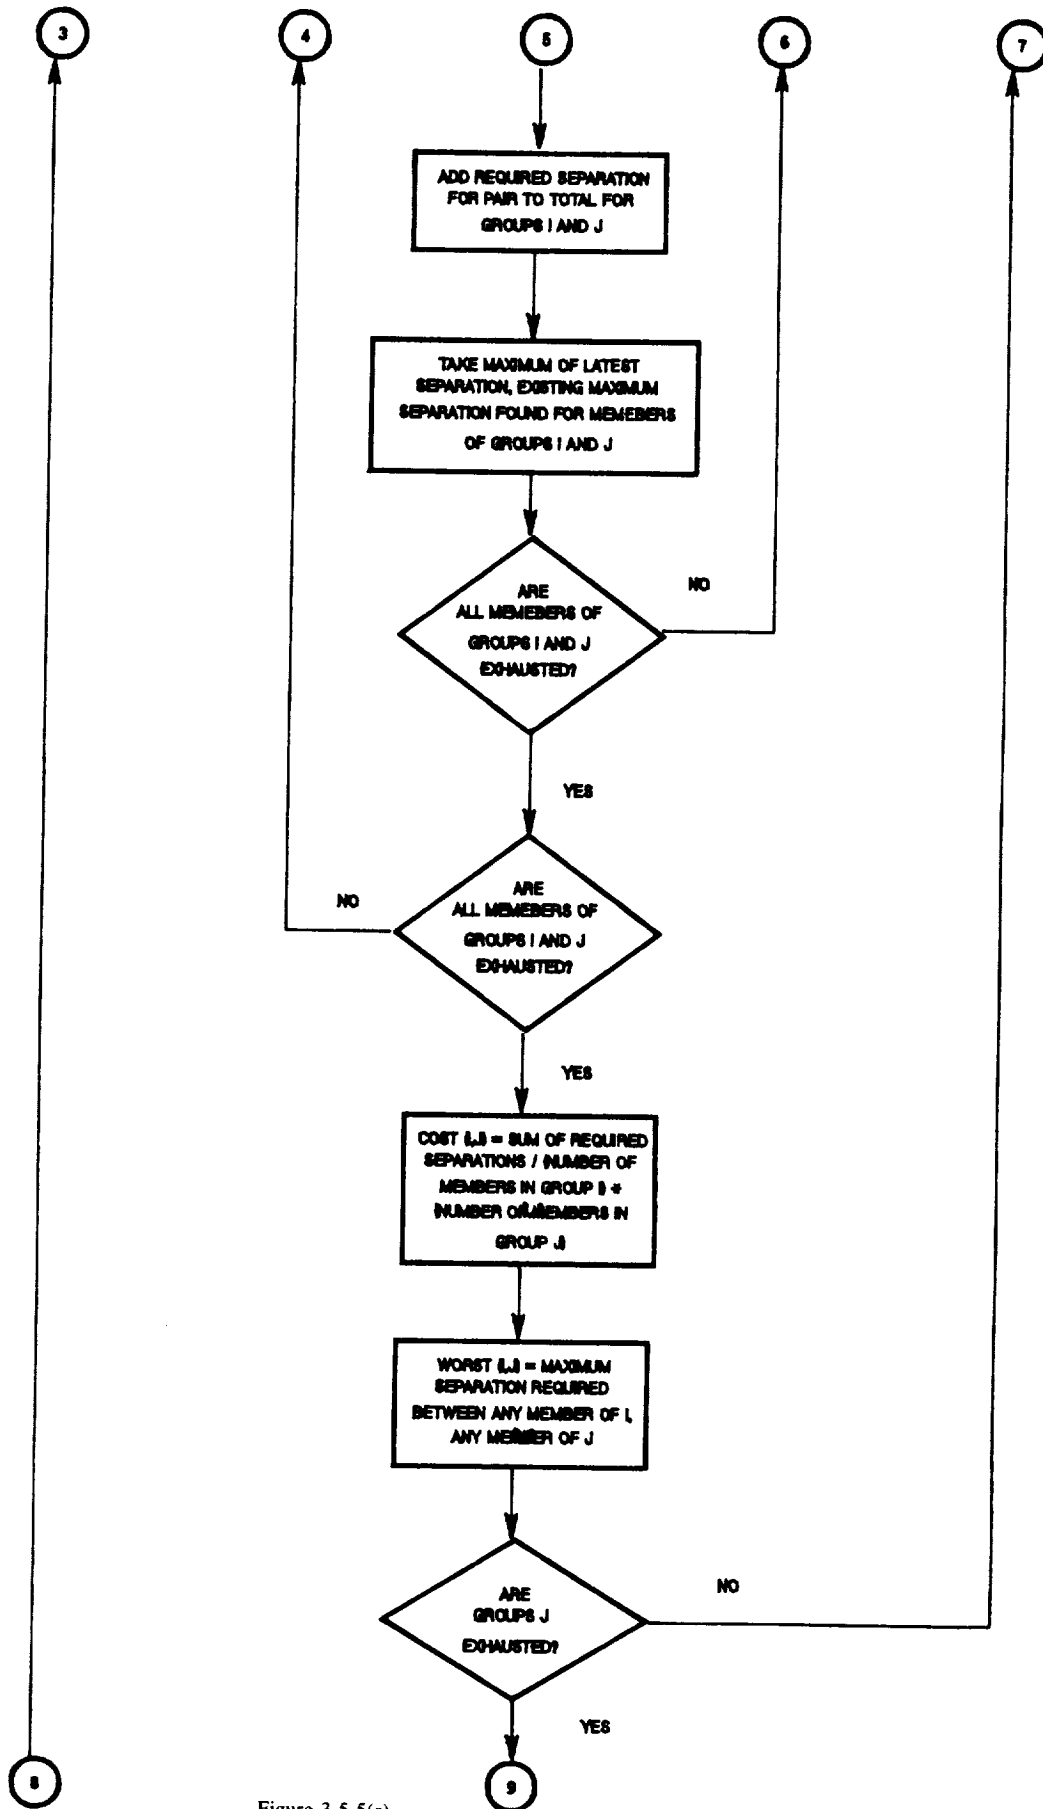 3
4
5
6
7
ADD REQUIRED SEPARATION
FOR PAIR TO TOTAL FOR
GROUPS I AND J
TAKE MAXIMUM OF LATEST
SEPARATION, EXISTING MAXIMUM
SEPARATION FOUND FOR MEMEBERS
OF GROUPS I AND J
ARE
ALL MEMEBERS OF
GROUPS I AND J
EXHAUSTED?
NO
YES
ARE
ALL MEMEBERS OF
GROUPS I AND J
EXHAUSTED?
NO
YES
COST (I,J) = SUM OF REQUIRED
SEPARATIONS / (NUMBER OF
MEMBERS IN GROUP I) *
(NUMBER OF MEMBERS IN
GROUP J)
WORST (I,J) = MAXIMUM
SEPARATION REQUIRED
BETWEEN ANY MEMBER OF I,
ANY MEMBER OF J
ARE
GROUPS J
EXHAUSTED?
NO
YES
8
9
Figure 3.5.5(c)